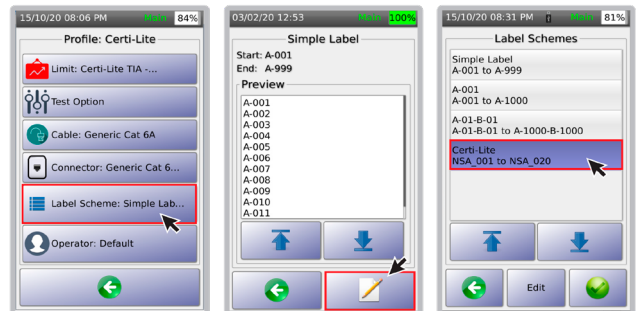 15/10/20 08:06 PM Main 84%
Profile: Certi-Lite
Limit: Certi-Lite TIA -...
Test Option
Cable: Generic Cat 6A
Connector: Generic Cat 6...
Label Scheme: Simple Lab...
Operator: Default
03/02/20 12:53 Main 100%
Simple Label
Start: A-001
End: A-999
Preview
A-001
A-002
A-003
A-004
A-005
A-006
A-007
A-008
A-009
A-010
A-011
15/10/20 08:31 PM Main 81%
Label Schemes
Simple Label
A-001 to A-999
A-001
A-001 to A-1000
A-01-B-01
A-01-B-01 to A-1000-B-1000
Certi-Lite
NSA_001 to NSA_020
Edit